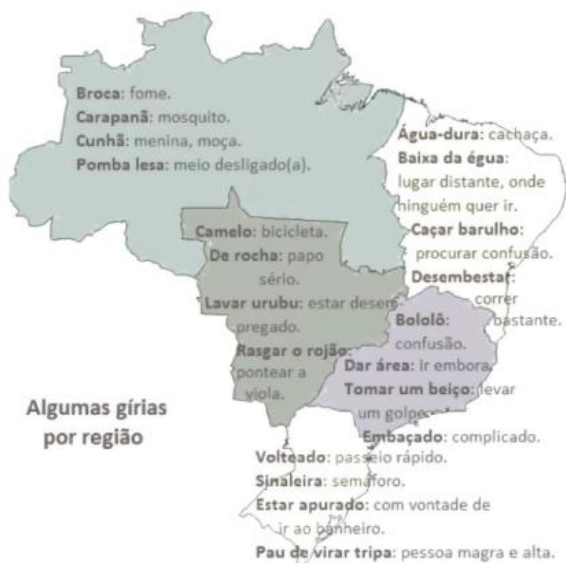 Broca: fome.
Carapanã: mosquito.
Cunhã: menina, moça.
Pomba lesa: meio desligado(a).
Água-dura: cachaça.
Baixa da égua:
lugar distante, onde
ninguém quer ir.
Caçar barulho:
procurar confusão.
Desembestar:
correr
bastante.
Camelo: bicicleta.
De rocha: papo
sério.
Lavar urubu: estar desem-
pregado.
Rasgar o rojão:
pontear a
viola.
Bololô:
confusão.
Dar área: ir embora.
Tomar um beiço: levar
um golpe.
Embaçado: complicado.
Algumas gírias
por região
Volteado: passeio rápido.
Sinaleira: semáforo.
Estar apurado: com vontade de
ir ao banheiro.
Pau de virar tripa: pessoa magra e alta.